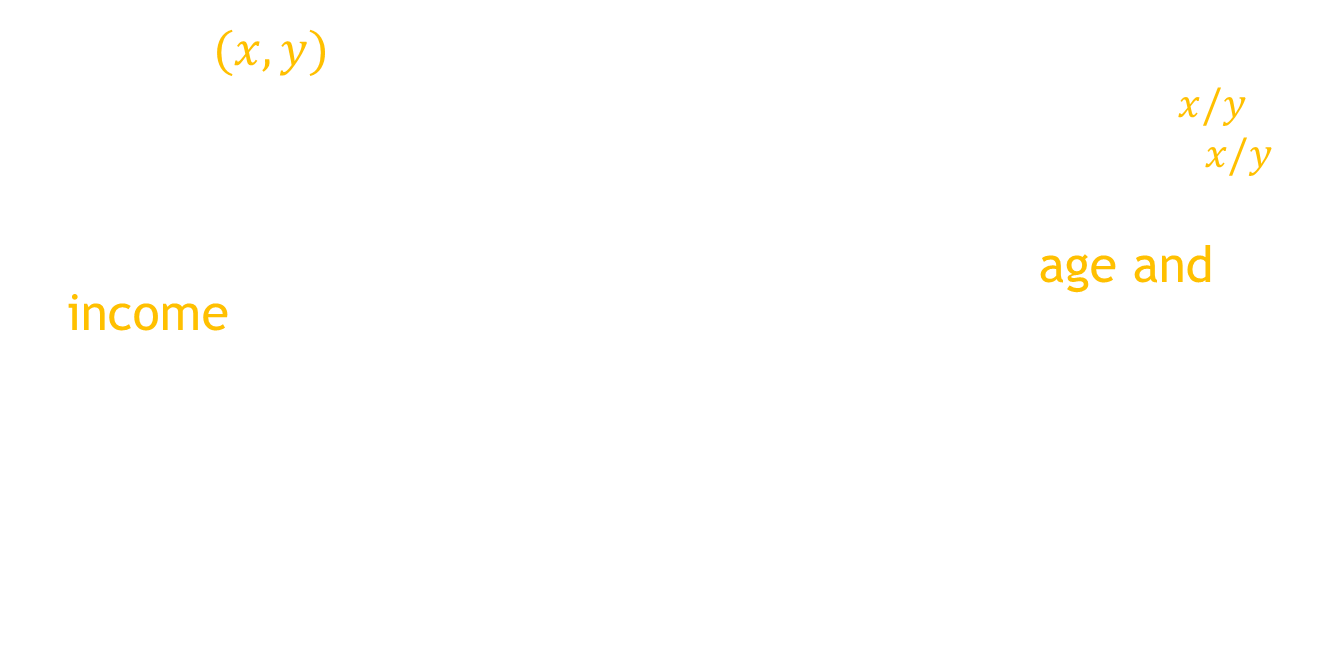 (x, y)
x/y
x/y
age and
income